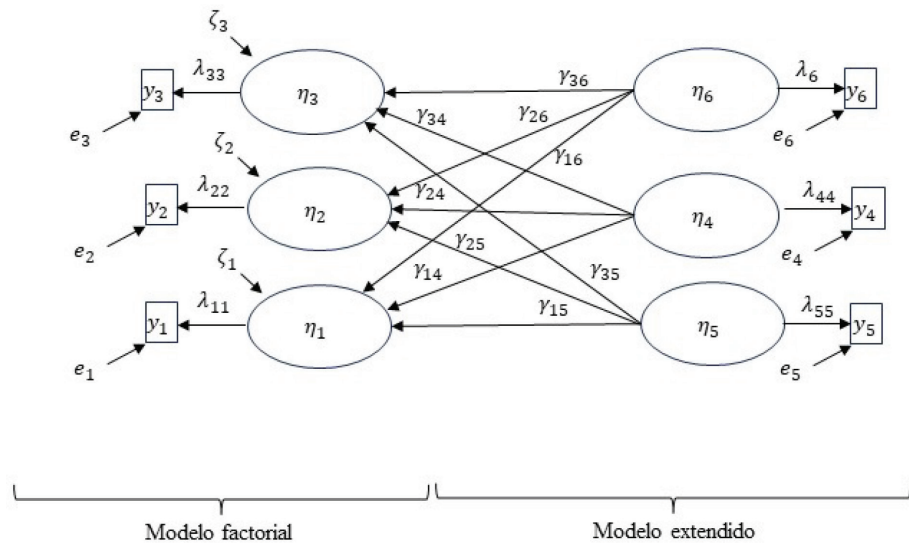 ζ₃
y₃ λ₃₃ η₃ γ₃₆ η₆ λ₆ y₆
e₃ γ₃₄ γ₂₆ e₆
ζ₂ γ₁₆
y₂ λ₂₂ η₂ γ₂₄ η₄ λ₄₄ y₄
e₂ γ₂₅ e₄
ζ₁ γ₁₄ γ₃₅
y₁ λ₁₁ η₁ γ₁₅ η₅ λ₅₅ y₅
e₁ e₅
Modelo factorial Modelo extendido